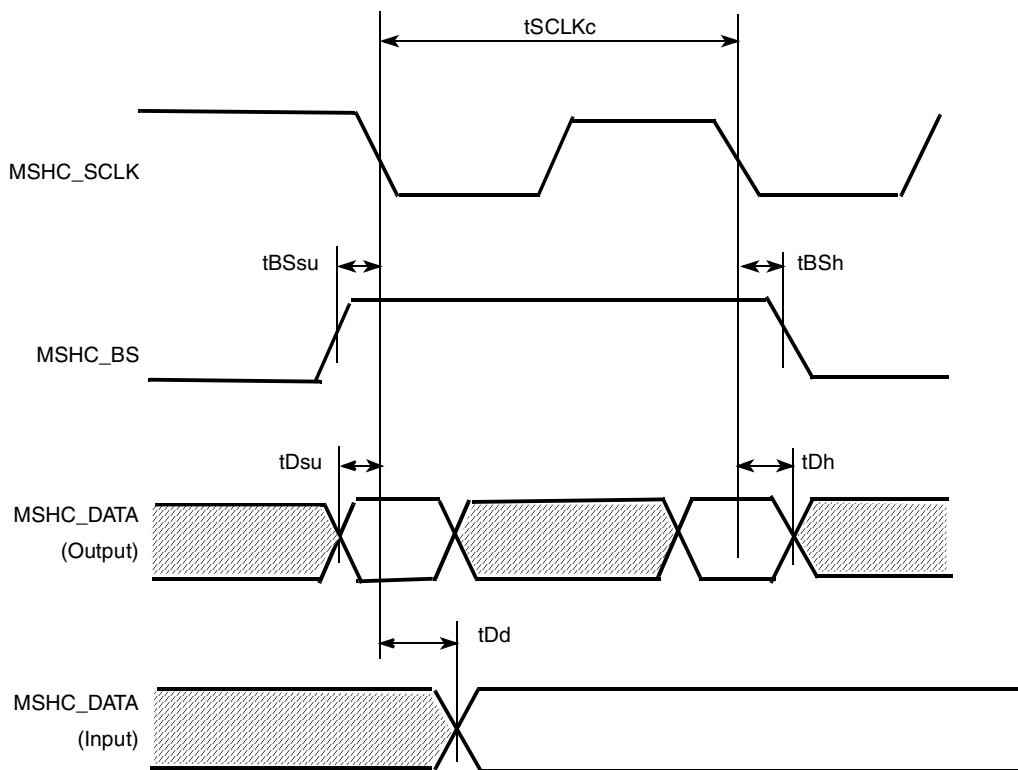 tSCLKc
MSHC_SCLK
tBSsu
tBSh
MSHC_BS
tDsu
tDh
MSHC_DATA
(Output)
tDd
MSHC_DATA
(Input)